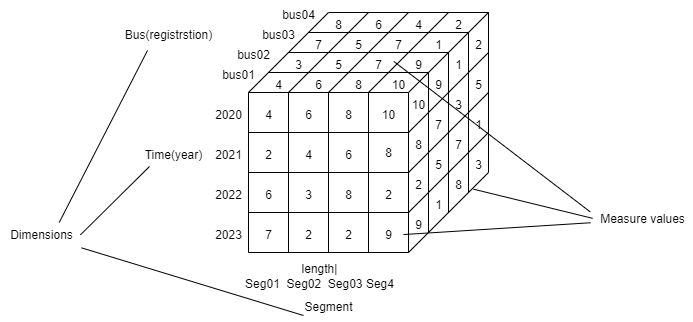 bus04 8 6 4 2
Bus(registrstion) bus03 7 5 7 1 2
bus02 3 5 7 9 1
bus01 4 6 8 10 9 5
2020 4 6 8 10 10 3
7 1
Time(year) 2021 2 4 6 8 8 7
5 3
2022 6 3 8 2 2 8
1
Measure values
Dimensions 2023 7 2 2 9 9
length|
Seg01 Seg02 Seg03 Seg4
Segment